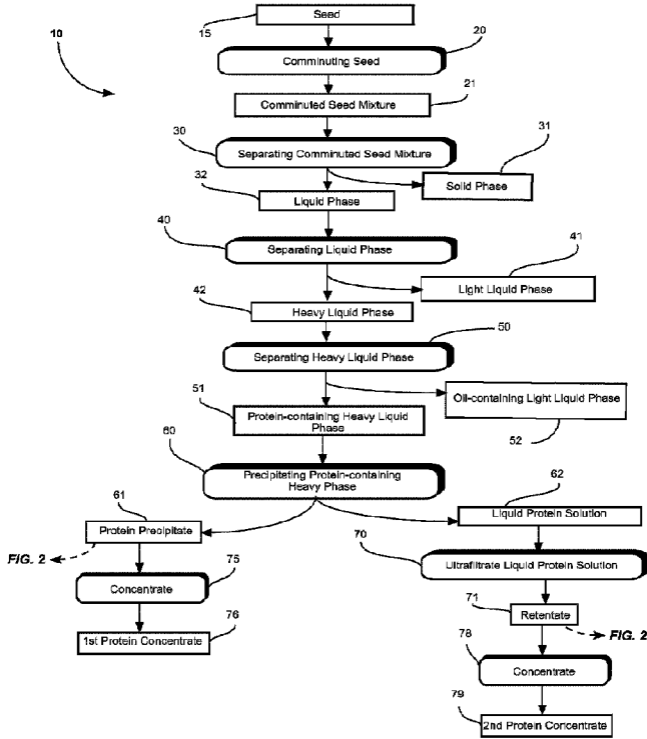 Seed
10
15
20
Comminuting Seed
21
Comminuted Seed Mixture
30
31
Separating Comminuted Seed Mixture
32
Solid Phase
Liquid Phase
40
41
Separating Liquid Phase
42
Light Liquid Phase
Heavy Liquid Phase
50
Separating Heavy Liquid Phase
51
Oil-containing Light Liquid Phase
Protein-containing Heavy Liquid
Phase
52
60
Precipitating Protein-containing
Heavy Phase
62
61
Liquid Protein Solution
Protein Precipitate
70
FIG. 2
75
Ultrafiltrate Liquid Protein Solution
Concentrate
71
Retentate
76
78
FIG. 2
1st Protein Concentrate
Concentrate
79
2nd Protein Concentrate